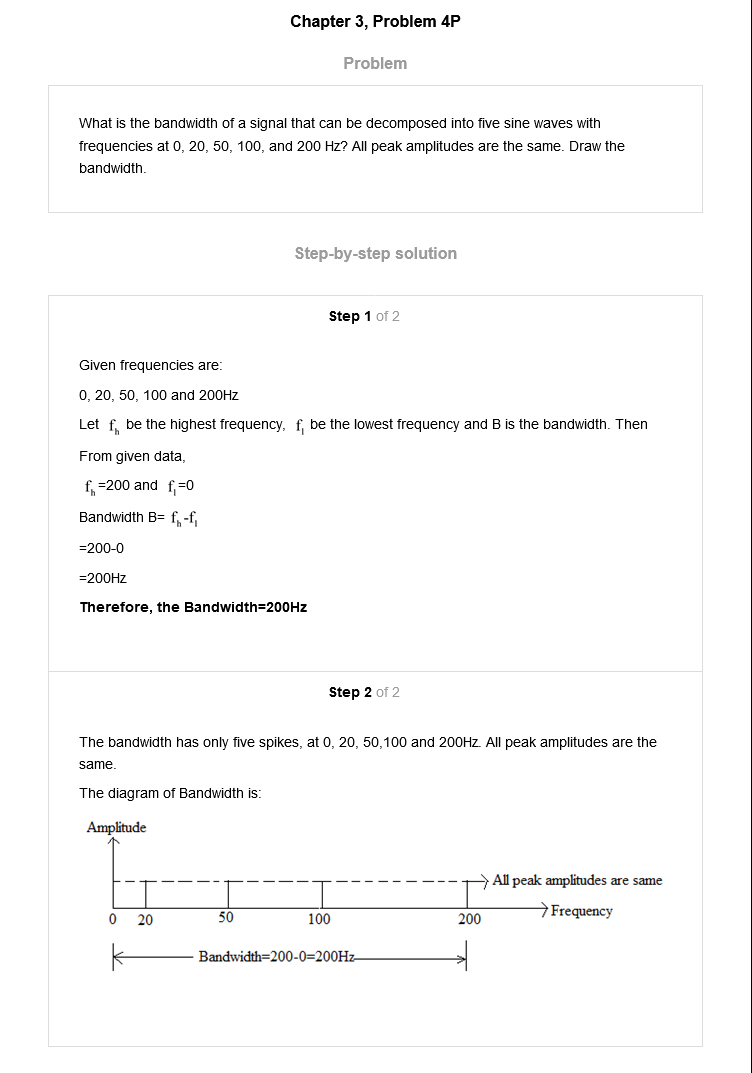 Chapter 3, Problem 4P
Problem
What is the bandwidth of a signal that can be decomposed into five sine waves with
frequencies at 0, 20, 50, 100, and 200 Hz? All peak amplitudes are the same. Draw the
bandwidth.
Step-by-step solution
Step 1 of 2
Given frequencies are:
0, 20, 50, 100 and 200Hz
Let fh be the highest frequency, fl be the lowest frequency and B is the bandwidth. Then
From given data,
fh=200 and fl=0
Bandwidth B= fh-fl
=200-0
=200Hz
Therefore, the Bandwidth=200Hz
Step 2 of 2
The bandwidth has only five spikes, at 0, 20, 50,100 and 200Hz. All peak amplitudes are the
same.
The diagram of Bandwidth is:
Amplitude
All peak amplitudes are same
0 20 50 100 200 Frequency
Bandwidth=200-0=200Hz